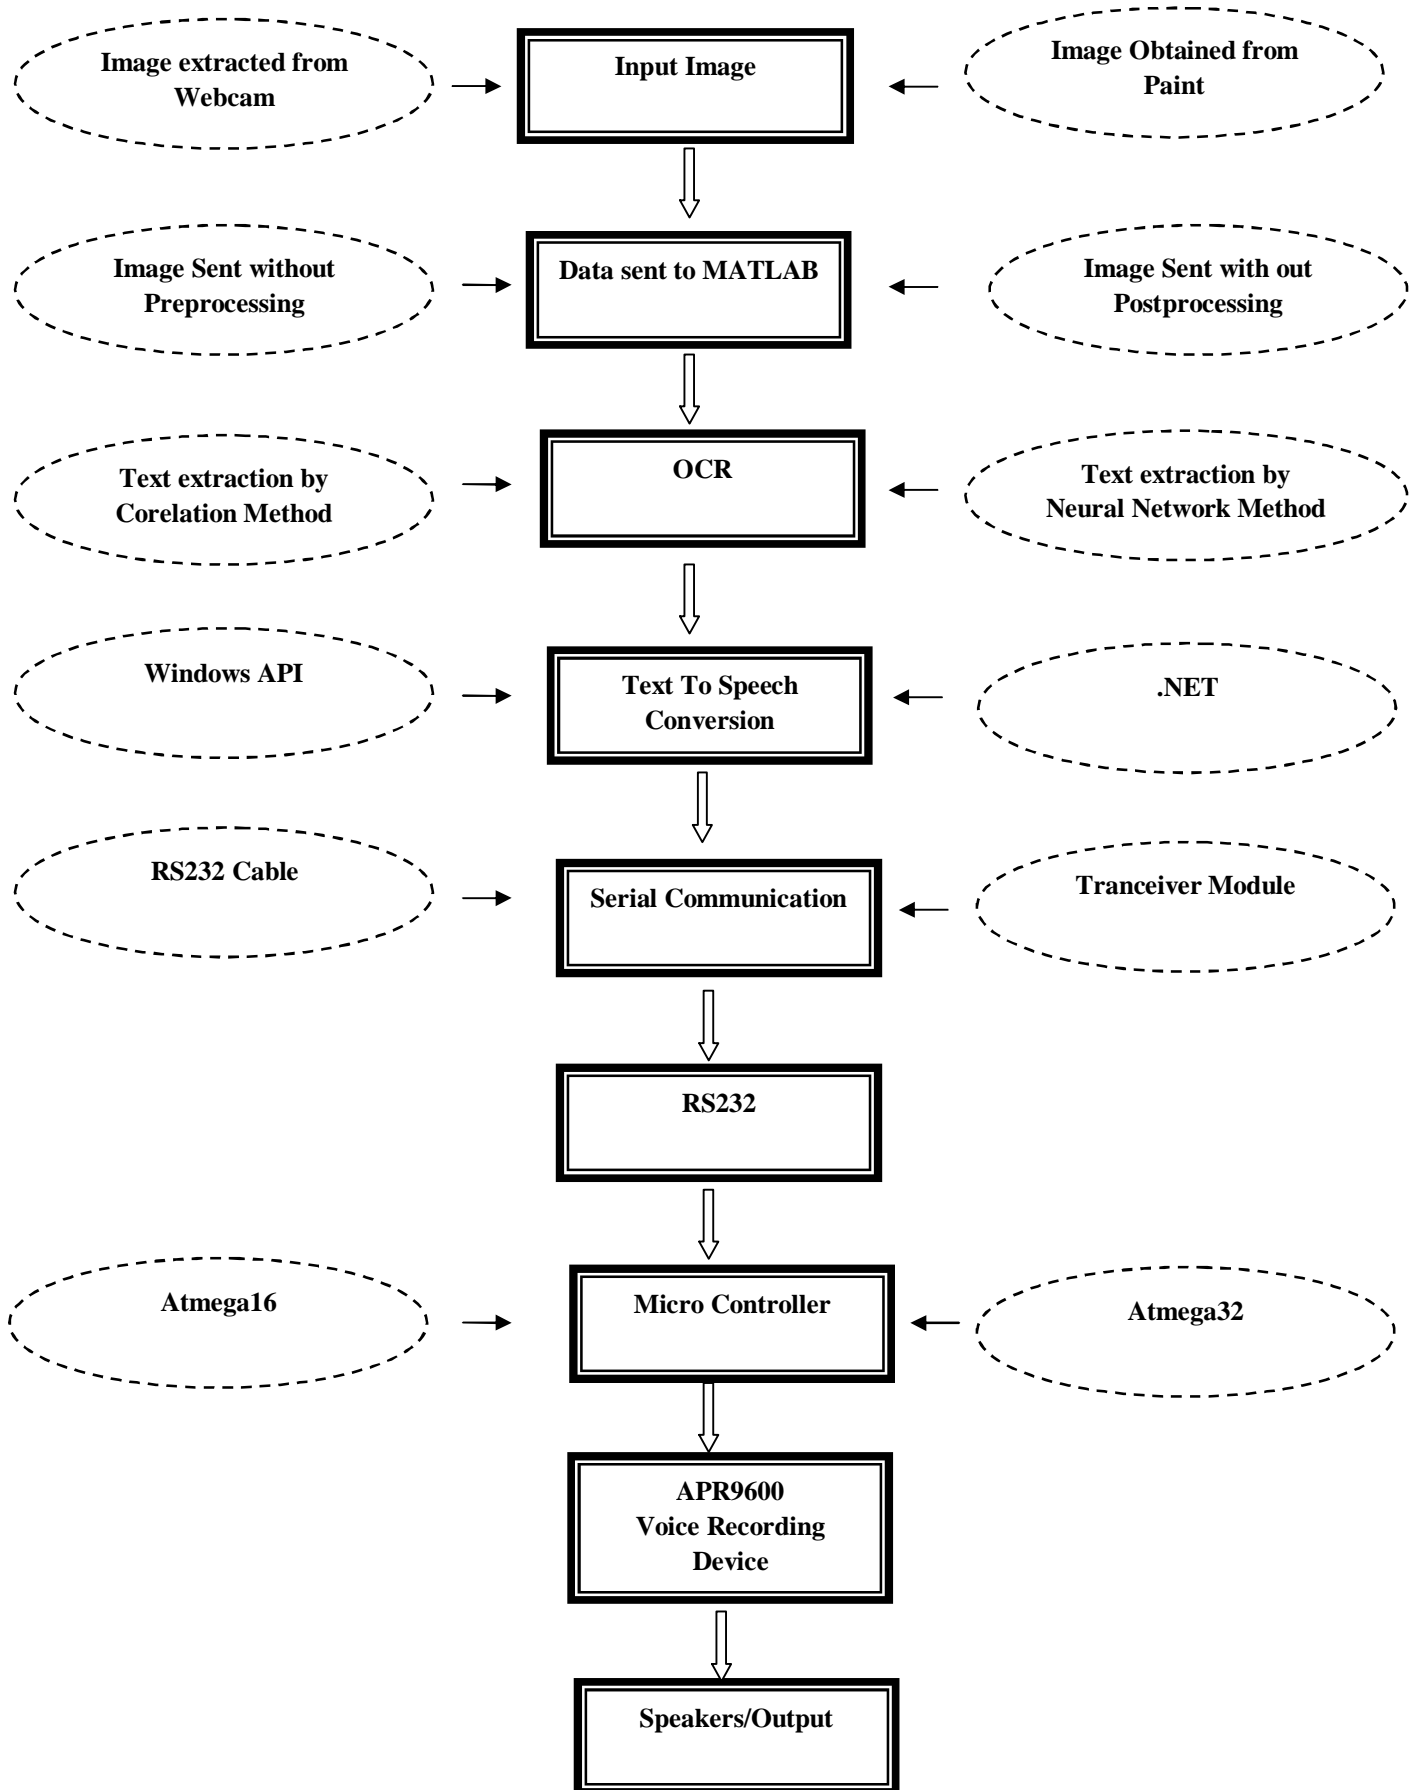 Image extracted from
Webcam
Input Image
Image Obtained from
Paint
Image Sent without
Preprocessing
Data sent to MATLAB
Image Sent with out
Postprocessing
Text extraction by
Corelation Method
OCR
Text extraction by
Neural Network Method
Windows API
Text To Speech
Conversion
.NET
RS232 Cable
Serial Communication
Tranceiver Module
RS232
Atmega16
Micro Controller
Atmega32
APR9600
Voice Recording
Device
Speakers/Output